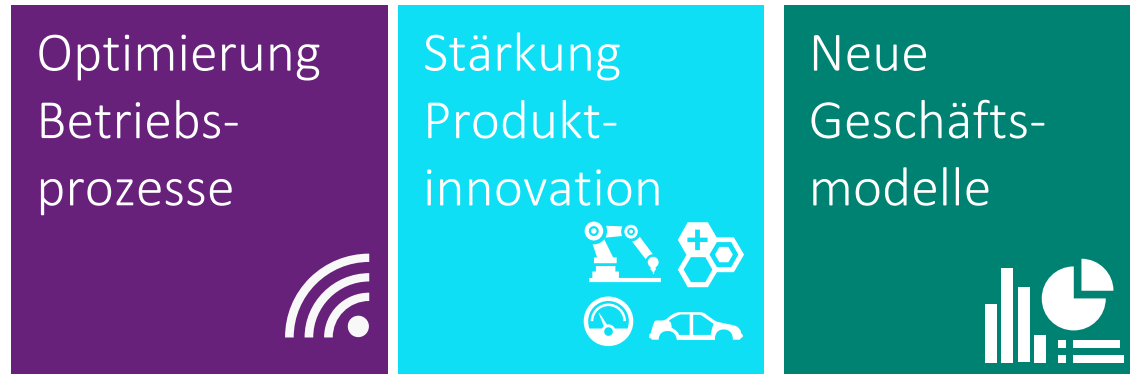 Optimierung
Betriebs-
prozesse
Stärkung
Produkt-
innovation
Neue
Geschäfts-
modelle